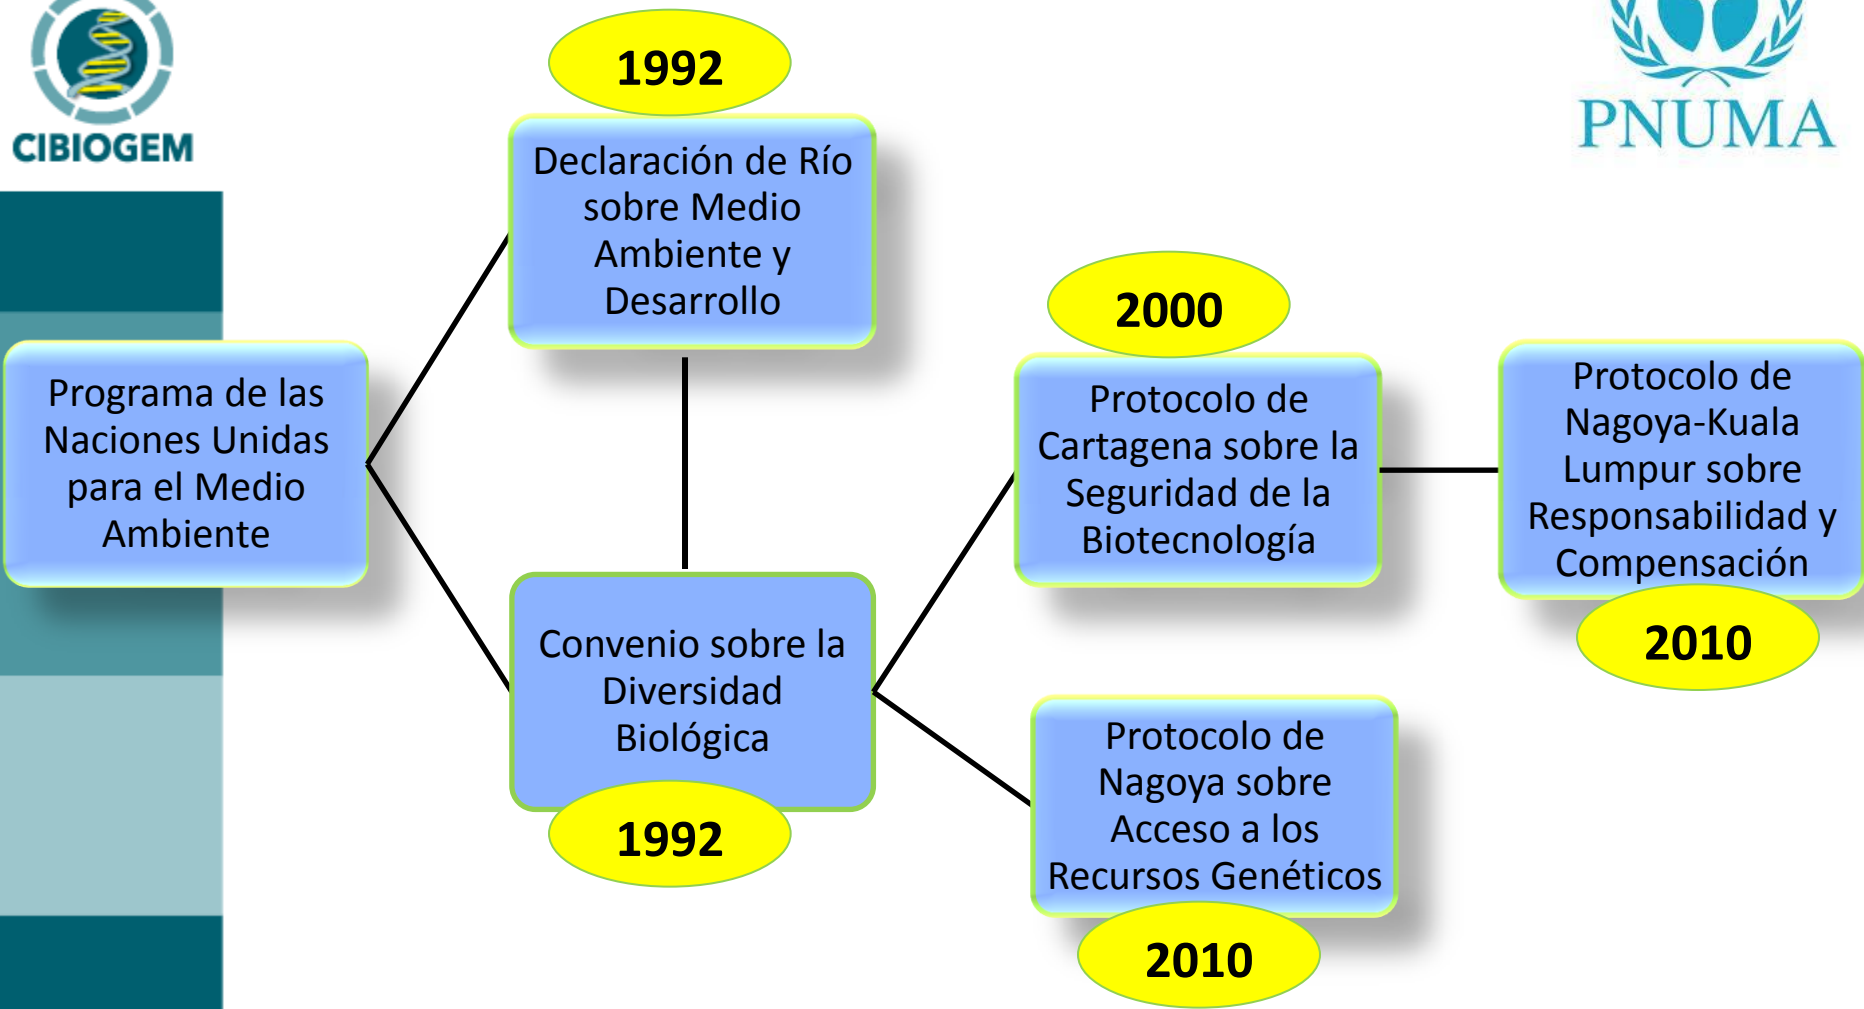 CIBIOGEM
PNUMA
Programa de las
Naciones Unidas
para el Medio
Ambiente
1992
Declaración de Río
sobre Medio
Ambiente y
Desarrollo
Convenio sobre la
Diversidad
Biológica
1992
2000
Protocolo de
Cartagena sobre la
Seguridad de la
Biotecnología
Protocolo de
Nagoya sobre
Acceso a los
Recursos Genéticos
2010
Protocolo de
Nagoya-Kuala
Lumpur sobre
Responsabilidad y
Compensación
2010